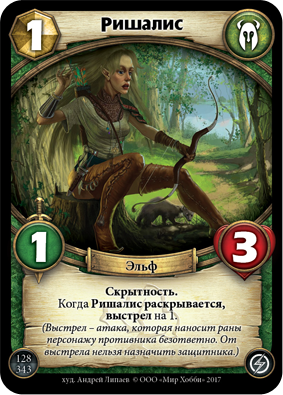 1
Ришалис
1
3
Эльф
Скрытность.
Когда Ришалис раскрывается,
выстрел на 1.
(Выстрел – атака, которая наносит раны
персонажу противника безответно. От
выстрела нельзя назначить защитника.)
128
343
худ. Андрей Липаев © ООО «Мир Хобби» 2017